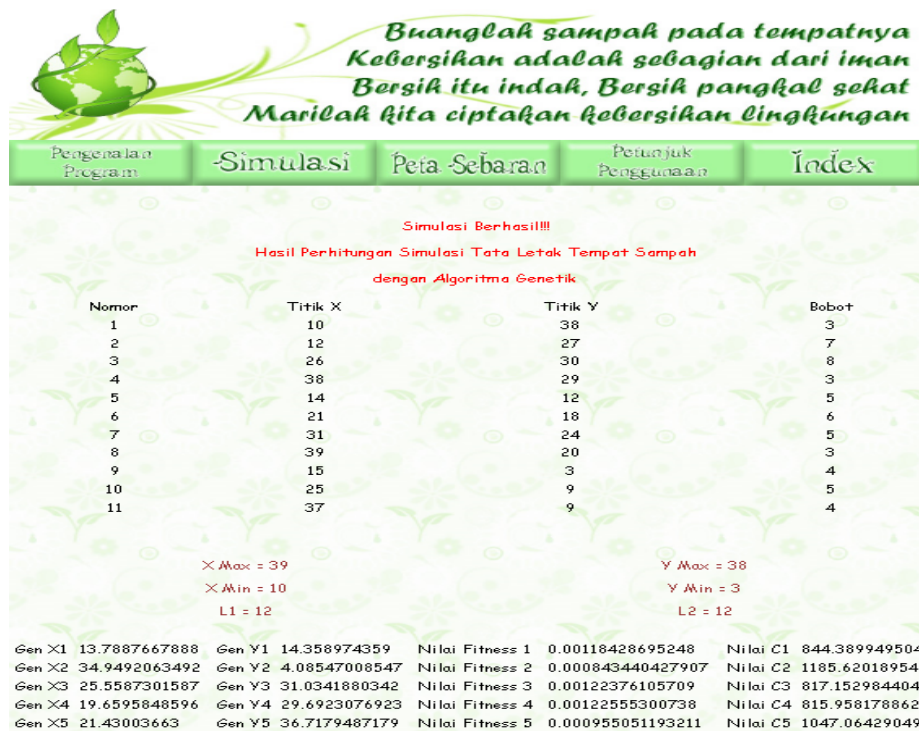 Buanglah sampah pada tempatnya
Kebersihan adalah sebagian dari iman
Bersih itu indah, Bersih pangkal sehat
Marilah kita ciptakan kebersihan lingkungan
Pengenalan Program Simulasi Peta Sebaran Petunjuk Penggunaan Index
Simulasi Berhasil!!!
Hasil Perhitungan Simulasi Tata Letak Tempat Sampah
dengan Algoritma Genetik
Nomor Titik X Titik Y Bobot
1 10 38 3
2 12 27 7
3 26 30 8
4 38 29 3
5 14 12 5
6 21 18 6
7 31 24 5
8 39 20 3
9 15 3 4
10 25 9 5
11 37 9 4
X Max = 39 Y Max = 38
X Min = 10 Y Min = 3
L1 = 12 L2 = 12
Gen X1 13.7887667888 Gen Y1 14.358974359 Nilai Fitness 1 0.00118428695248 Nilai C1 844.389949504
Gen X2 34.9492063492 Gen Y2 4.08547008547 Nilai Fitness 2 0.000843440427907 Nilai C2 1185.62018954
Gen X3 25.5587301587 Gen Y3 31.0341880342 Nilai Fitness 3 0.00122376105709 Nilai C3 817.152984404
Gen X4 19.6595848596 Gen Y4 29.6923076923 Nilai Fitness 4 0.00122555300738 Nilai C4 815.958178862
Gen X5 21.43003663 Gen Y5 36.7179487179 Nilai Fitness 5 0.000955051193211 Nilai C5 1047.06429049